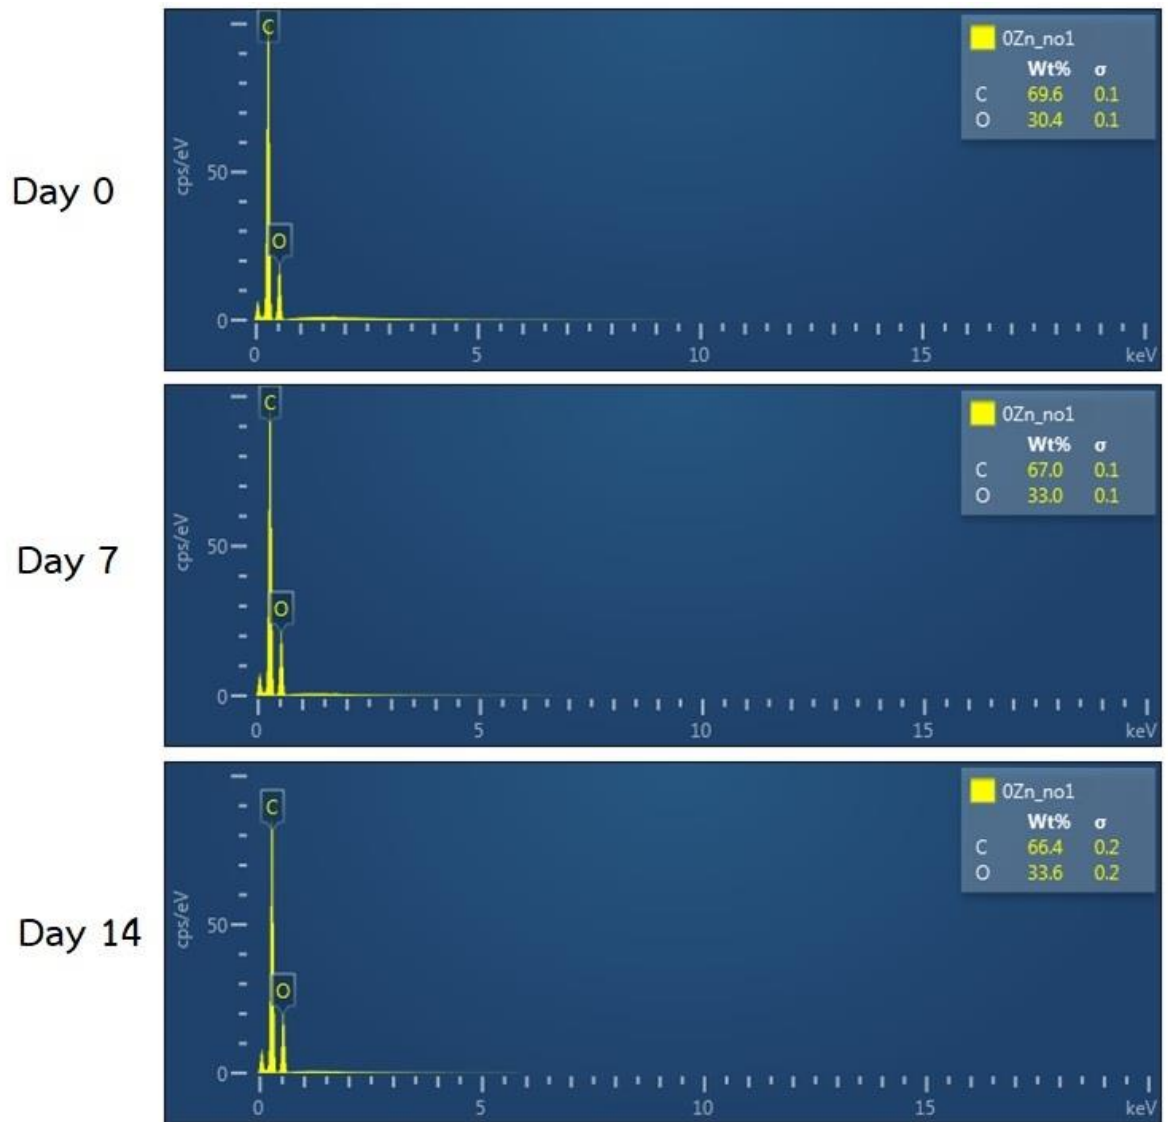 Day 0
cps/eV
50
0
C
O
0 5 10 15 keV
0Zn_no1
Wt% σ
C 69.6 0.1
O 30.4 0.1
Day 7
cps/eV
50
0
C
O
0 5 10 15 keV
0Zn_no1
Wt% σ
C 67.0 0.1
O 33.0 0.1
Day 14
cps/eV
50
0
C
O
0 5 10 15 keV
0Zn_no1
Wt% σ
C 66.4 0.2
O 33.6 0.2